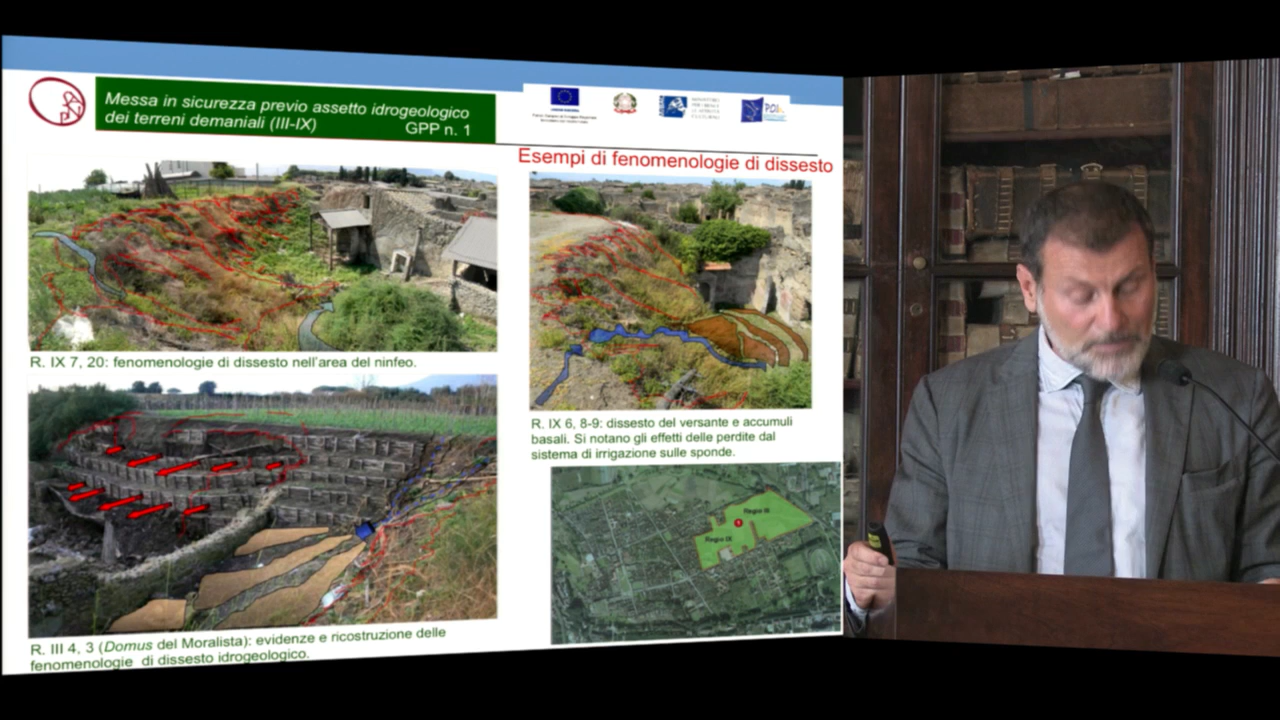 Messa in sicurezza previo assetto idrogeologico
dei terreni demaniali (III-IX)
GPP n. 1
POIn
Esempi di fenomenologie di dissesto
R. IX 7, 20: fenomenologie di dissesto nell'area del ninfeo.
R. IX 6, 8-9: dissesto del versante e accumuli
basali. Si notano gli effetti delle perdite dal
sistema di irrigazione sulle sponde.
Regio III
Regio IX
R. III 4, 3 (Domus del Moralista): evidenze e ricostruzione delle
fenomenologie di dissesto idrogeologico.